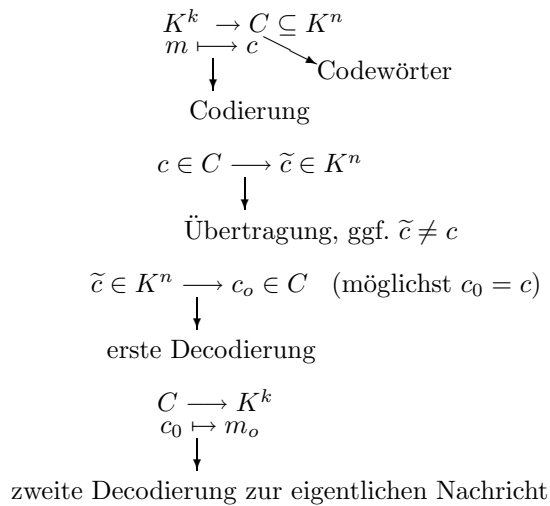 K^k → C ⊆ K^n
m ⟼ c
Codewörter
Codierung
c ∈ C ⟶ c̃ ∈ K^n
Übertragung, ggf. c̃ ≠ c
c̃ ∈ K^n ⟶ c_o ∈ C (möglichst c_0 = c)
erste Decodierung
C ⟶ K^k
c_0 ↦ m_o
zweite Decodierung zur eigentlichen Nachricht